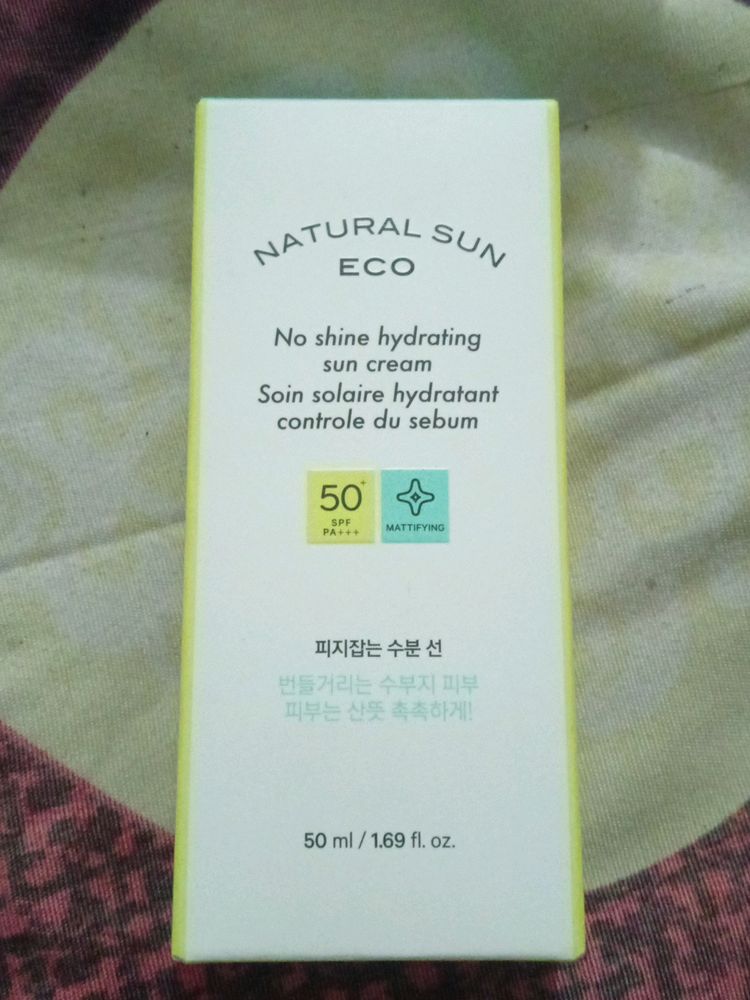 NATURAL SUN
ECO
No shine hydrating
sun cream
Soin solaire hydratant
controle du sebum
50+
SPF
PA+++
MATTIFYING
피지잡는 수분 선
번들거리는 수부지 피부
피부는 산뜻 촉촉하게!
50 ml / 1.69 fl. oz.